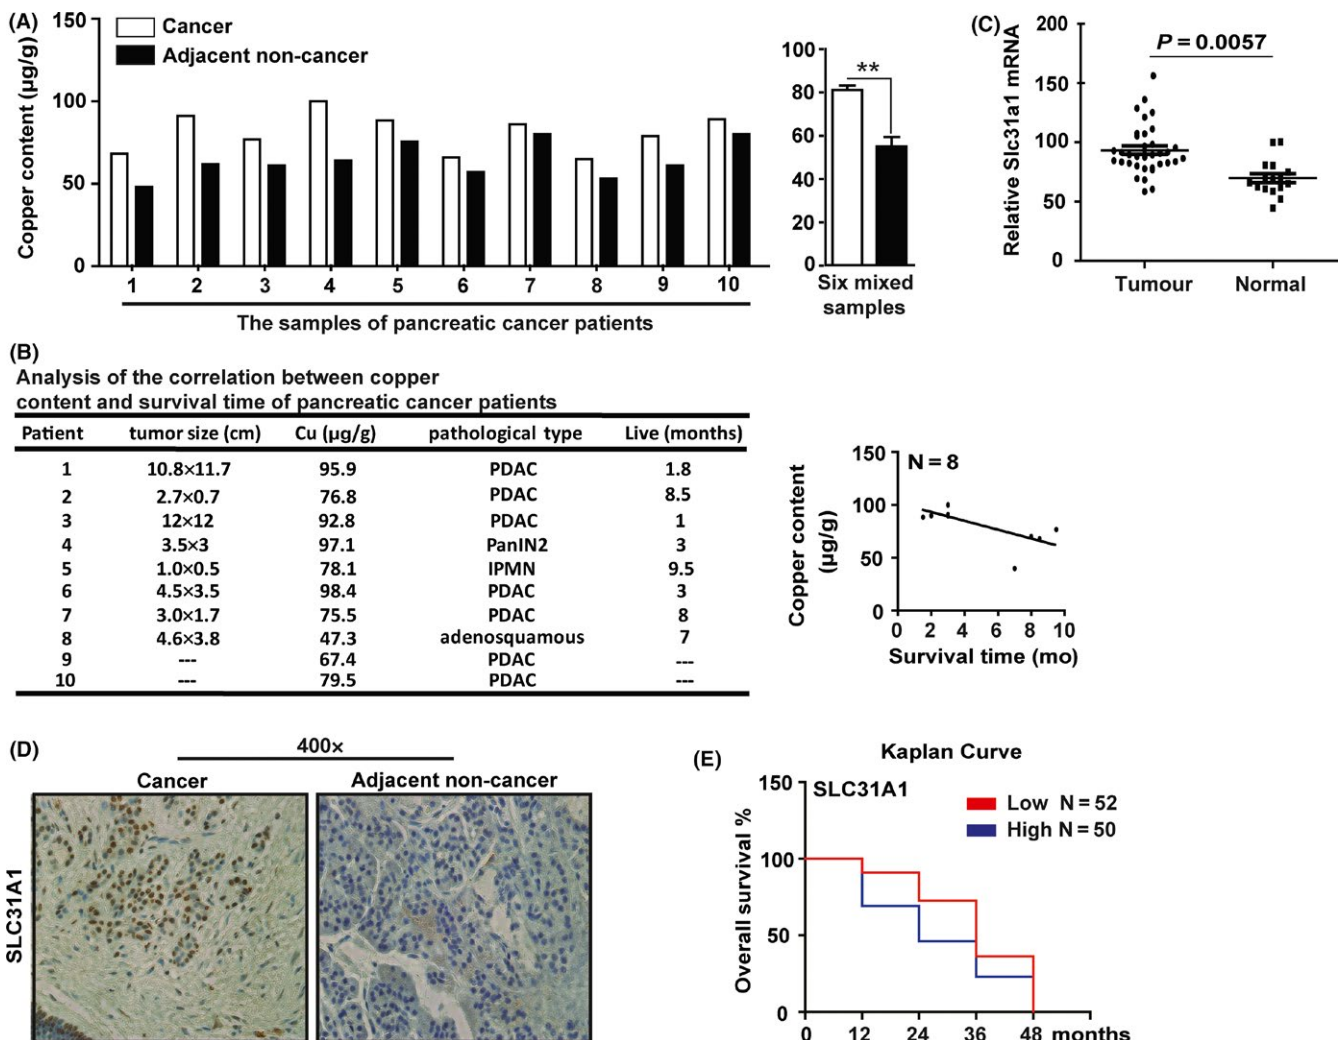 (A)
150
100
50
0
Copper content (µg/g)
Cancer
Adjacent non-cancer
1 2 3 4 5 6 7 8 9 10
The samples of pancreatic cancer patients
100
80
60
40
20
0
**
Six mixed
samples
(C)
200
150
100
50
0
Relative Slc31a1 mRNA
P = 0.0057
Tumour Normal
(B)
Analysis of the correlation between copper
content and survival time of pancreatic cancer patients
Patient tumor size (cm) Cu (µg/g) pathological type Live (months)
1 10.8×11.7 95.9 PDAC 1.8
2 2.7×0.7 76.8 PDAC 8.5
3 12×12 92.8 PDAC 1
4 3.5×3 97.1 PanIN2 3
5 1.0×0.5 78.1 IPMN 9.5
6 4.5×3.5 98.4 PDAC 3
7 3.0×1.7 75.5 PDAC 8
8 4.6×3.8 47.3 adenosquamous 7
9 --- 67.4 PDAC ---
10 --- 79.5 PDAC ---
N = 8
150
100
50
0
Copper content
(µg/g)
0 2 4 6 8 10
Survival time (mo)
(D)
400×
Cancer Adjacent non-cancer
SLC31A1
(E)
Kaplan Curve
SLC31A1
Low N = 52
High N = 50
150
100
50
0
Overall survival %
0 12 24 36 48 months